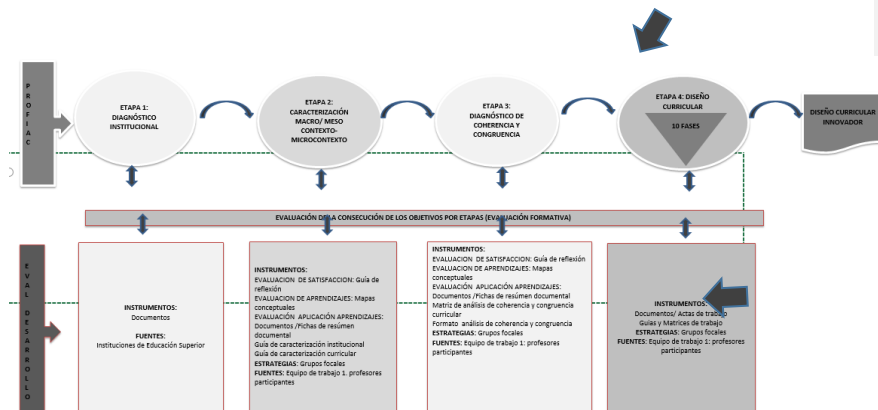 PROFIAC
ETAPA 1:
DIAGNÓSTICO
INSTITUCIONAL
ETAPA 2:
CARACTERIZACIÓN
MACRO/ MESO
CONTEXTO-
MICROCONTEXTO
ETAPA 3:
DIAGNÓSTICO DE
COHERENCIA Y
CONGRUENCIA
ETAPA 4: DISEÑO
CURRICULAR
10 FASES
DISEÑO CURRICULAR
INNOVADOR
EVALUACIÓN DE LA CONSECUCIÓN DE LOS OBJETIVOS POR ETAPAS (EVALUACIÓN FORMATIVA)
EVAL DESARROLLO
INSTRUMENTOS:
Documentos
FUENTES:
Instituciones de Educación Superior
INSTRUMENTOS:
EVALUACION DE SATISFACCION: Guía de
reflexión
EVALUACION DE APRENDIZAJES: Mapas
conceptuales
EVALUACIÓN APLICACIÓN APRENDIZAJES:
Documentos /Fichas de resúmen
documental
Guía de caracterización institucional
Guía de caracterización curricular
ESTRATEGIAS: Grupos focales
FUENTES: Equipo de trabajo 1. profesores
participantes
INSTRUMENTOS:
EVALUACION DE SATISFACCION: Guía de reflexión
EVALUACION DE APRENDIZAJES: Mapas
conceptuales
EVALUACIÓN APLICACIÓN APRENDIZAJES:
Documentos /Fichas de resúmen documental
Matriz de análisis de coherencia y congruencia
curricular
Formato análisis de coherencia y congruencia
ESTRATEGIAS: Grupos focales
FUENTES: Equipo de trabajo 1: profesores
participantes
INSTRUMENTOS:
Documentos/ Actas de trabajo
Guias y Matrices de trabajo
ESTRATEGIAS: Grupos focales
FUENTES: Equipo de trabajo 1: profesores
participantes